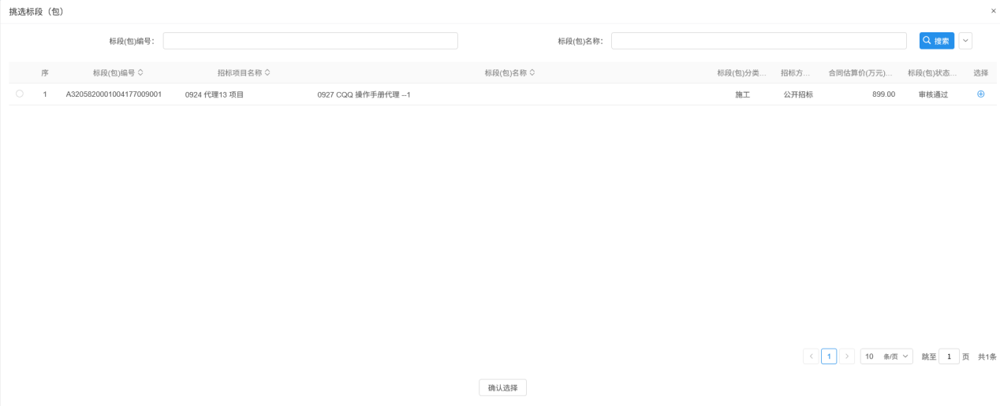 挑选标段（包）
标段(包)编号： 标段(包)名称： 搜索
序 标段(包)编号 招标项目名称 标段(包)名称 标段(包)分类... 招标方... 合同估算价(万元)... 标段(包)状态... 选择
1 A3205820001004177009001 0924 代理13 项目 0927 CQQ 操作手册代理 --1 施工 公开招标 899.00 审核通过
1 10 条/页 跳至 1 页 共1条
确认选择